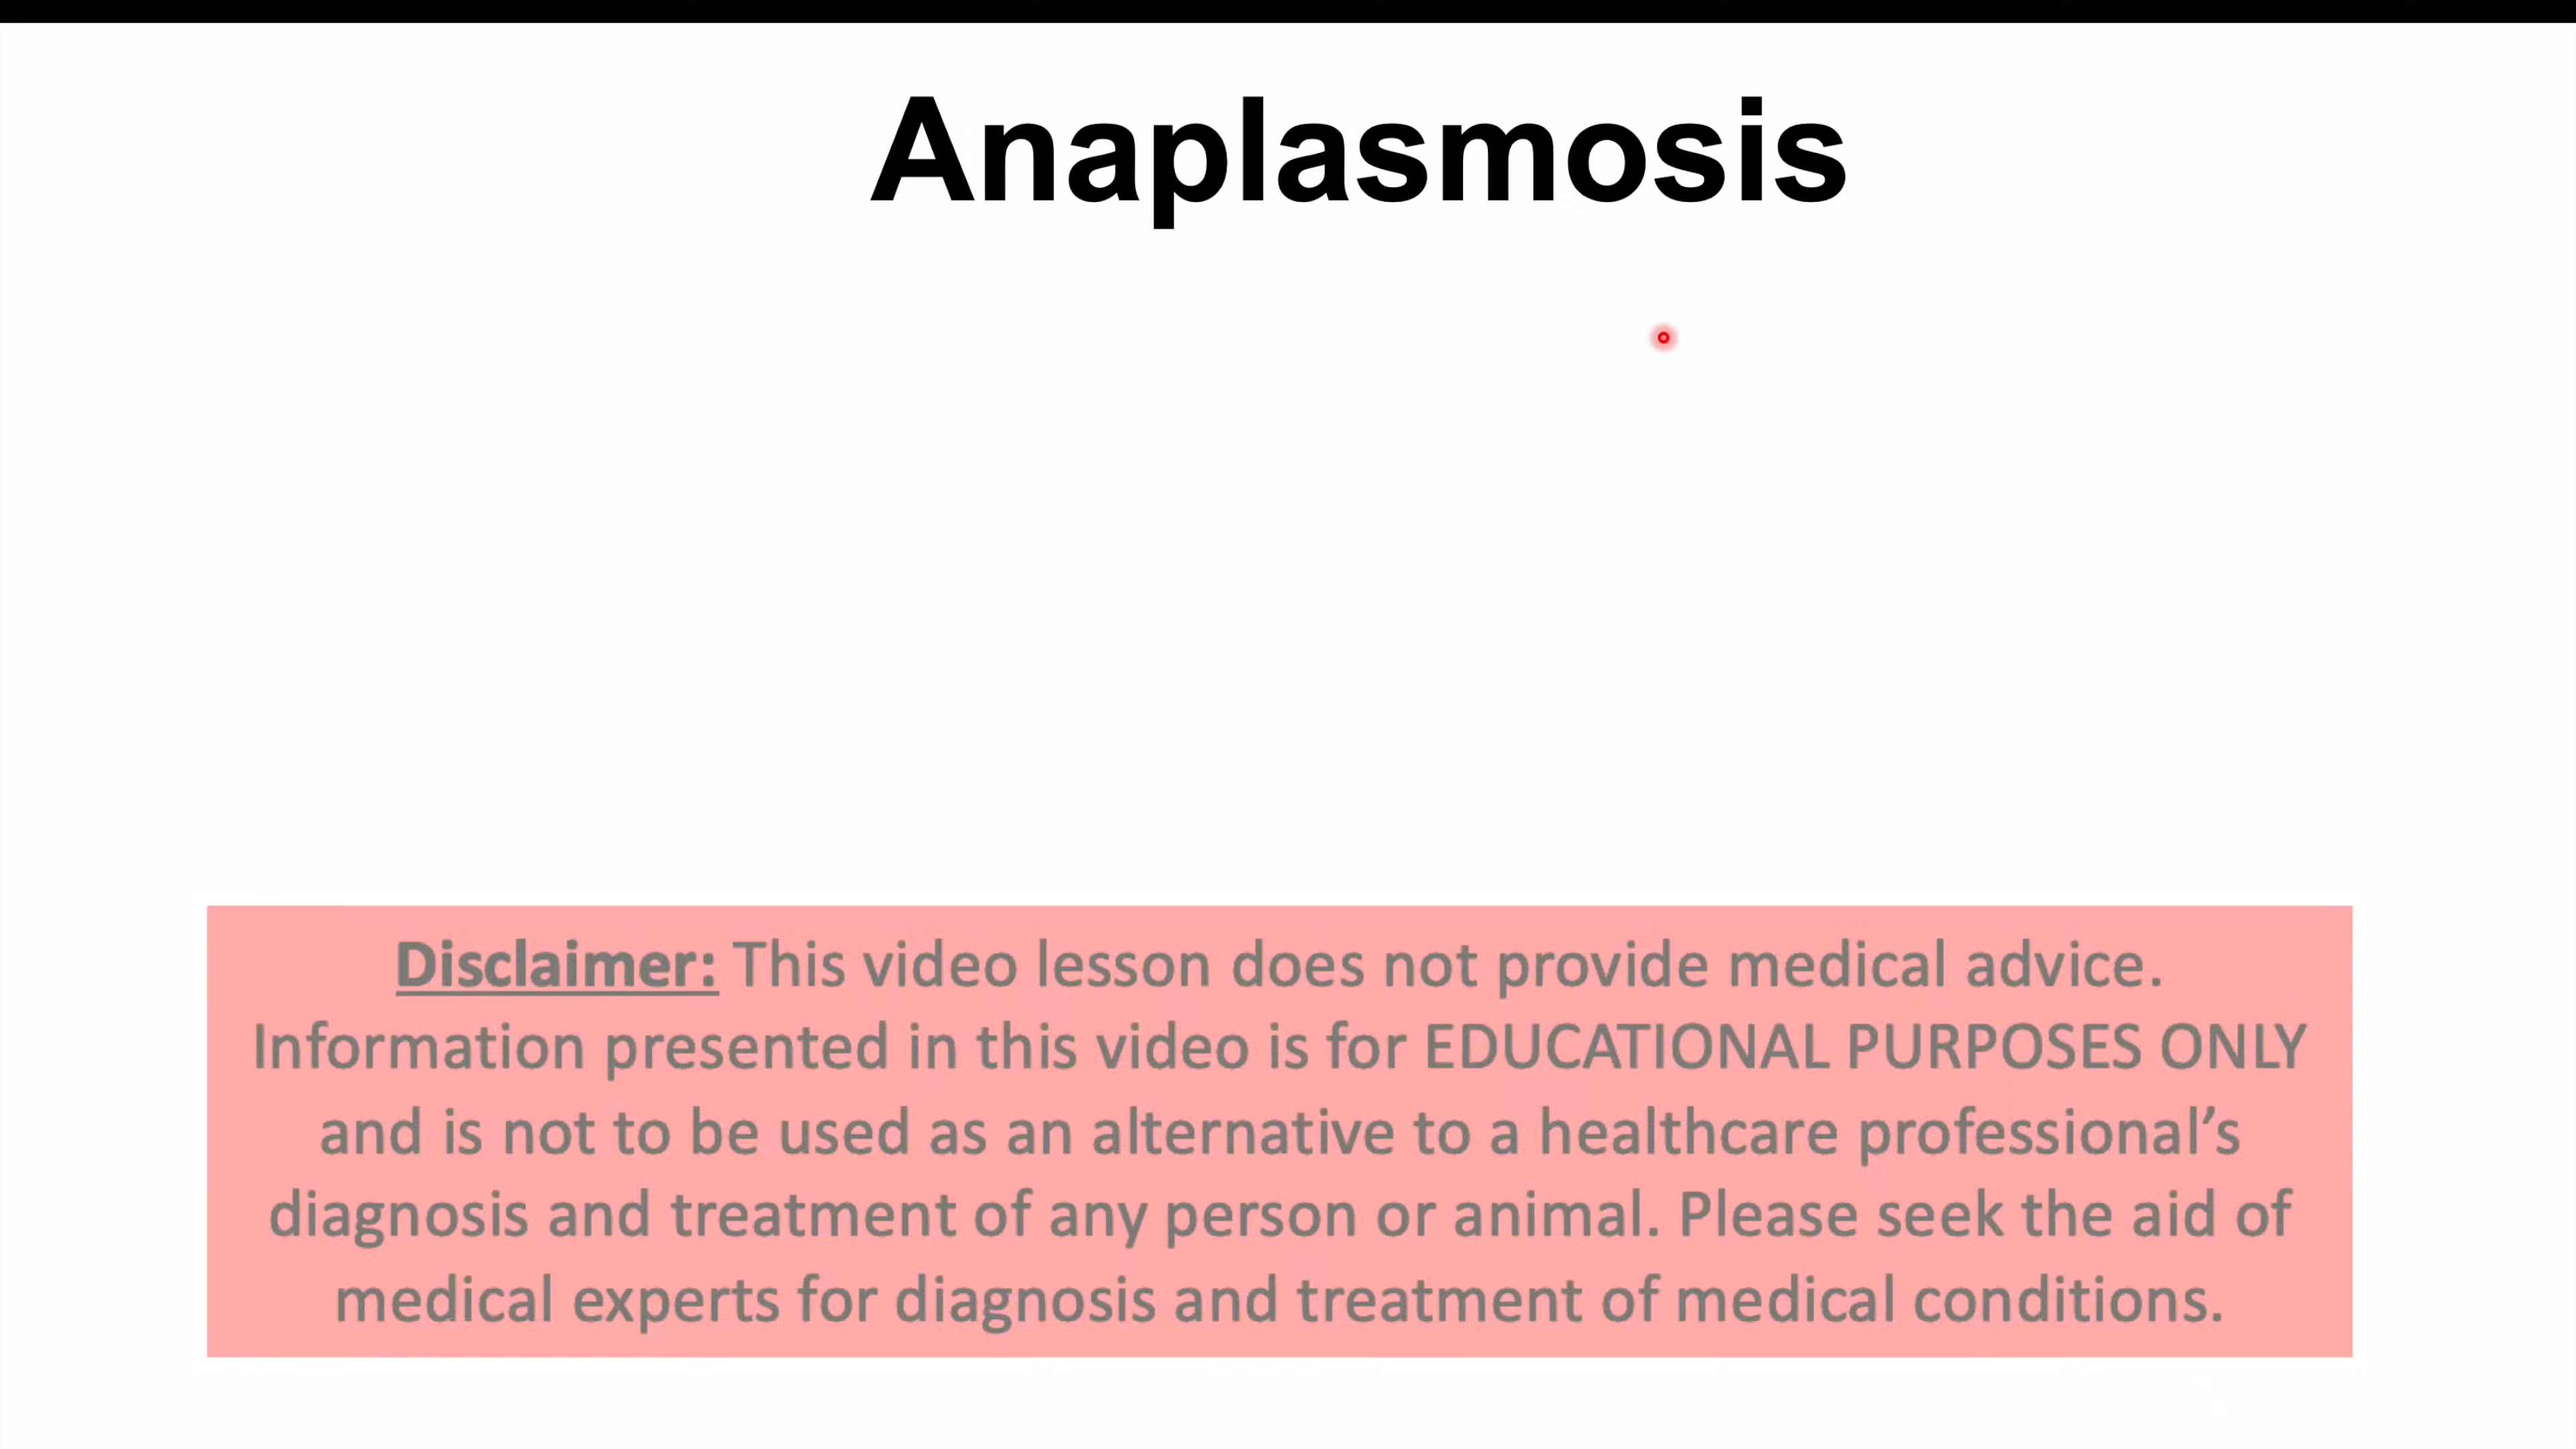 Anaplasmosis
Disclaimer: This video lesson does not provide medical advice.
Information presented in this video is for EDUCATIONAL PURPOSES ONLY
and is not to be used as an alternative to a healthcare professional’s
diagnosis and treatment of any person or animal. Please seek the aid of
medical experts for diagnosis and treatment of medical conditions.